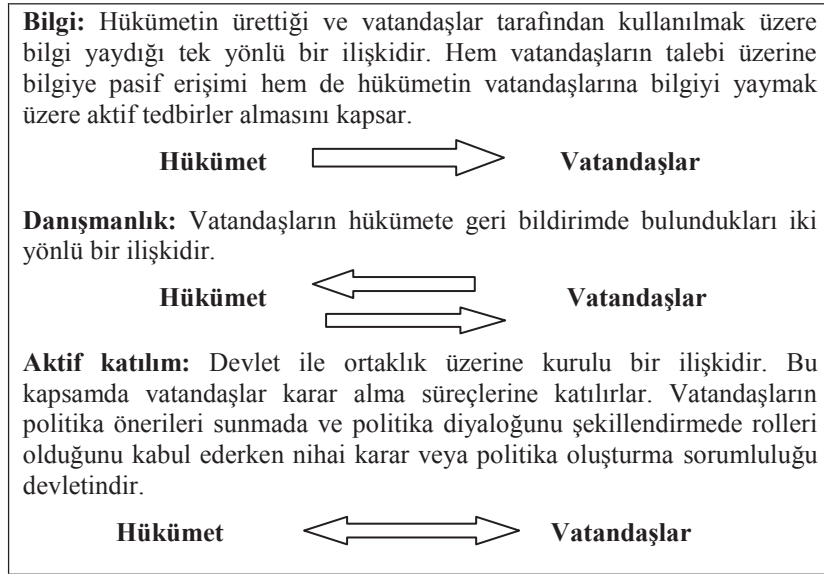 Bilgi: Hükümetin ürettiği ve vatandaşlar tarafından kullanılmak üzere
bilgi yaydığı tek yönlü bir ilişkidir. Hem vatandaşların talebi üzerine
bilgiye pasif erişimi hem de hükümetin vatandaşlarına bilgiyi yaymak
üzere aktif tedbirler almasını kapsar.
Hükümet Vatandaşlar
Danışmanlık: Vatandaşların hükümete geri bildirimde bulundukları iki
yönlü bir ilişkidir.
Hükümet Vatandaşlar
Aktif katılım: Devlet ile ortaklık üzerine kurulu bir ilişkidir. Bu
kapsamda vatandaşlar karar alma süreçlerine katılırlar. Vatandaşların
politika önerileri sunmada ve politika diyaloğunu şekillendirmede rolleri
olduğunu kabul ederken nihai karar veya politika oluşturma sorumluluğu
devletindir.
Hükümet Vatandaşlar